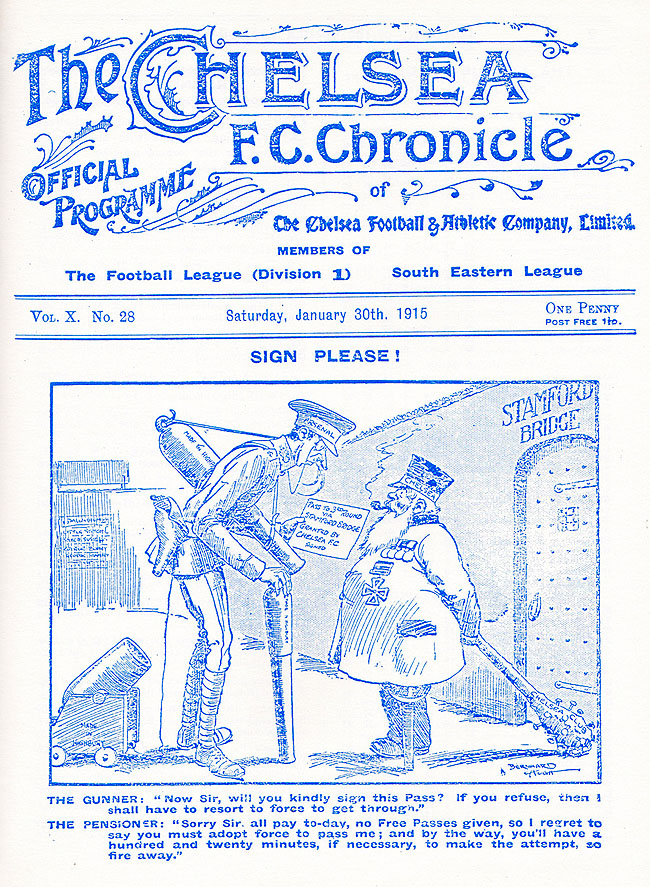 The CHELSEA
F.C. Chronicle
OFFICIAL
PROGRAMME
of
The Chelsea Football & Athletic Company, Limited.
MEMBERS OF
The Football League (Division 1) South Eastern League
VOL. X. No. 28
Saturday, January 30th. 1915
ONE PENNY
POST FREE 1½D.
SIGN PLEASE!
STAMFORD
BRIDGE
ARSENAL
PASS TO 3RD ROUND
VIA
STAMFORD BRIDGE
GRANTED BY
CHELSEA F.C.
SIGNED
MADE
IN
HIGHBURY
THE GUNNER: "Now Sir, will you kindly sign this Pass? If you refuse, then I
shall have to resort to force to get through."
THE PENSIONER: "Sorry Sir. all pay to-day, no Free Passes given, so I regret to
say you must adopt force to pass me; and by the way, you'll have a
hundred and twenty minutes, if necessary, to make the attempt, so
fire away."